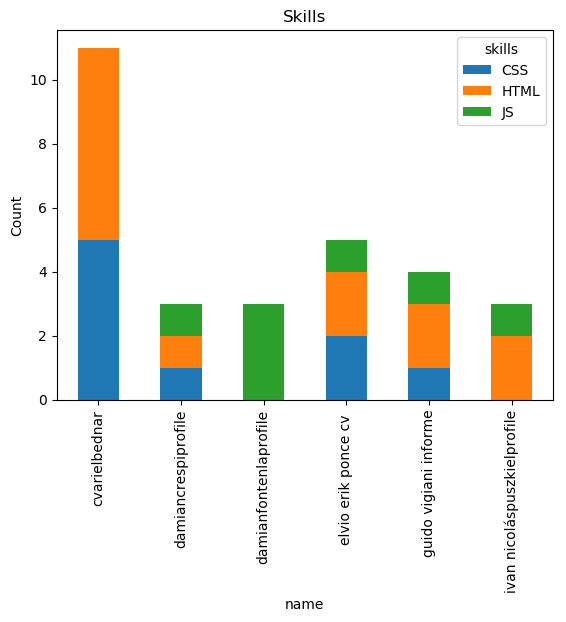 Skills
skills
CSS
HTML
JS
Count
10
8
6
4
2
0
cvarielbednar
damiancrespiprofile
damianfontenlaprofile
elvio erik ponce cv
guido vigiani informe
ivan nicoláspuszkielprofile
name